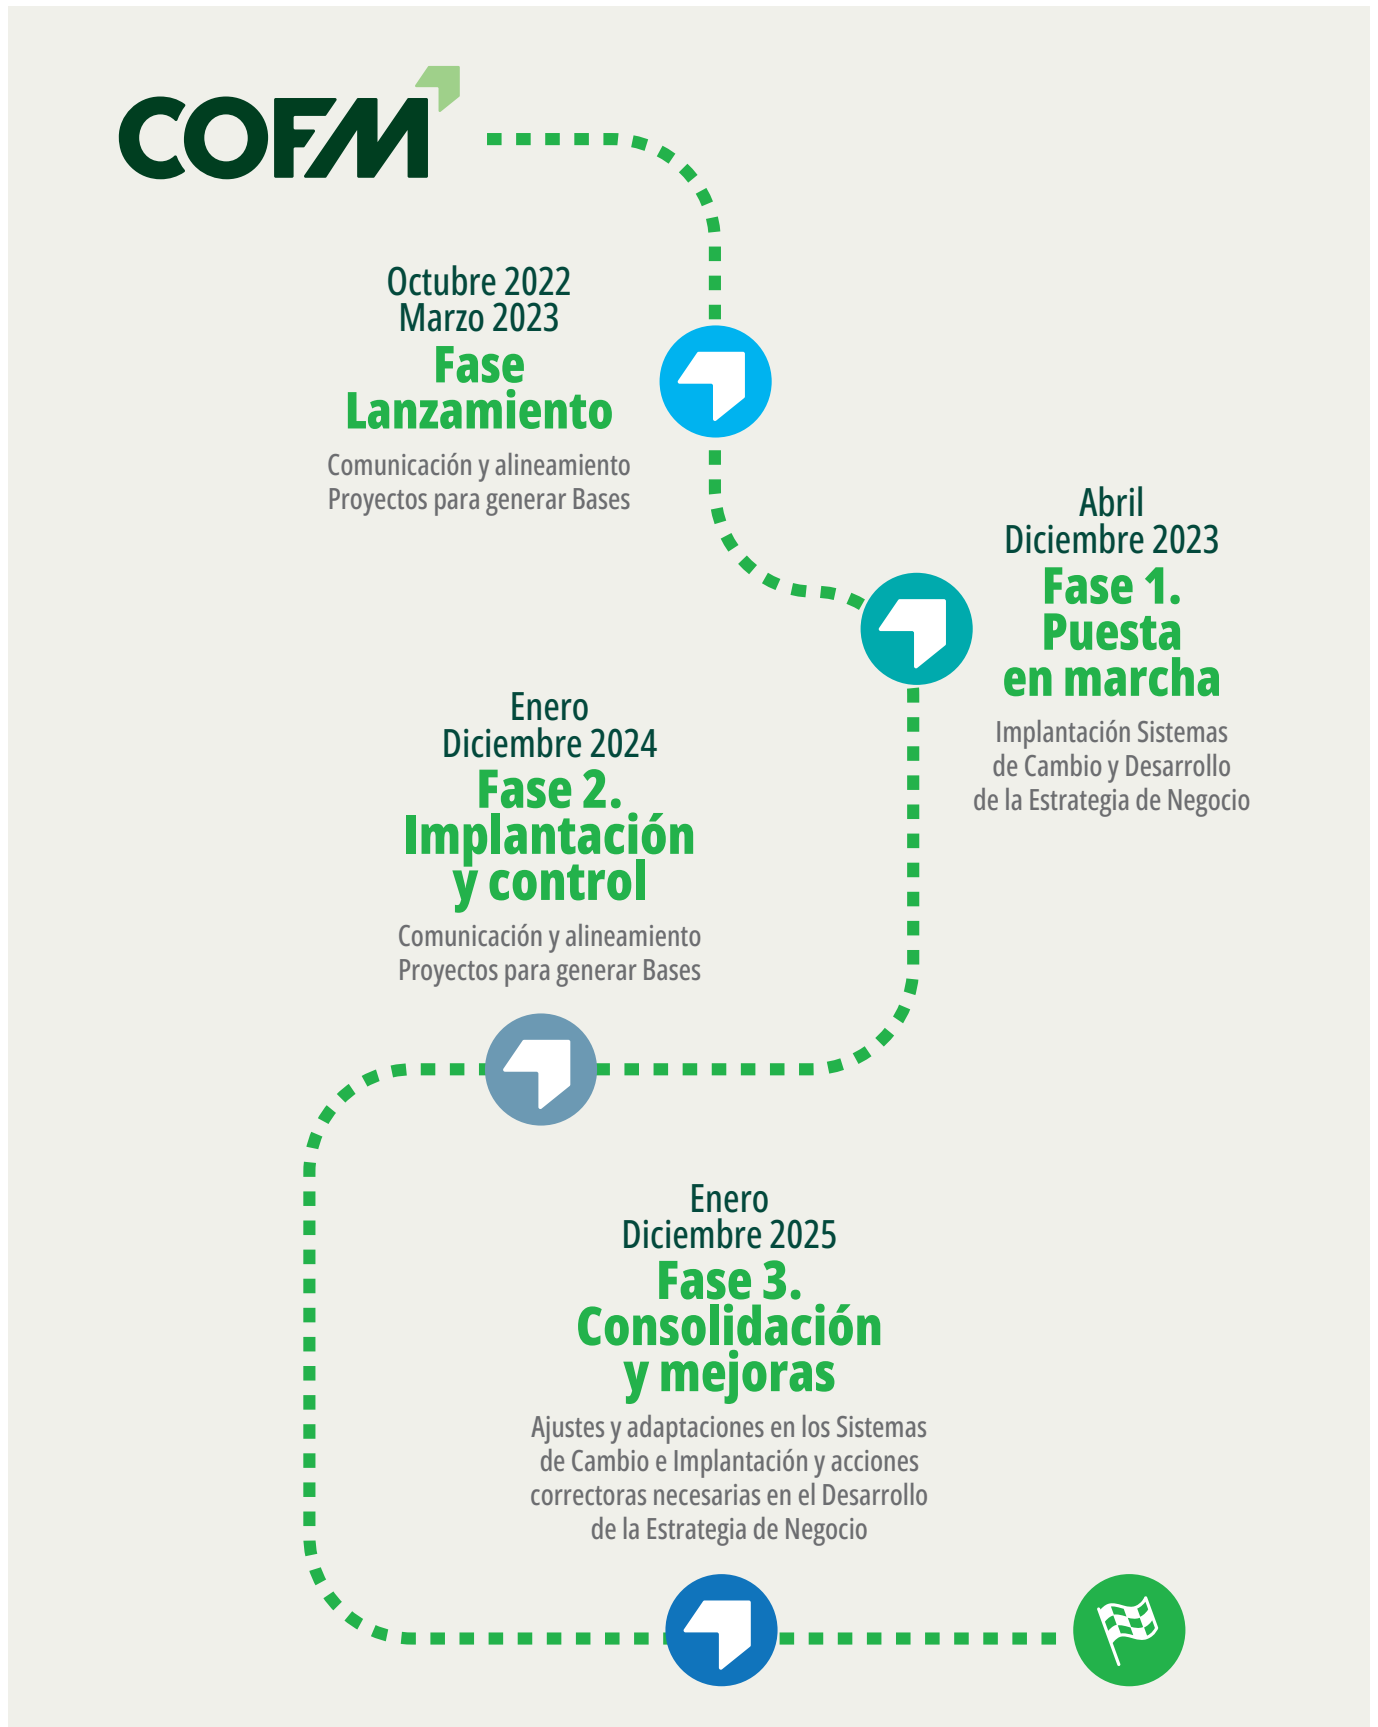 COFM
Octubre 2022
Marzo 2023
Fase
Lanzamiento
Comunicación y alineamiento
Proyectos para generar Bases
Abril
Diciembre 2023
Fase 1.
Puesta
en marcha
Implantación Sistemas
de Cambio y Desarrollo
de la Estrategia de Negocio
Enero
Diciembre 2024
Fase 2.
Implantación
y control
Comunicación y alineamiento
Proyectos para generar Bases
Enero
Diciembre 2025
Fase 3.
Consolidación
y mejoras
Ajustes y adaptaciones en los Sistemas
de Cambio e Implantación y acciones
correctoras necesarias en el Desarrollo
de la Estrategia de Negocio